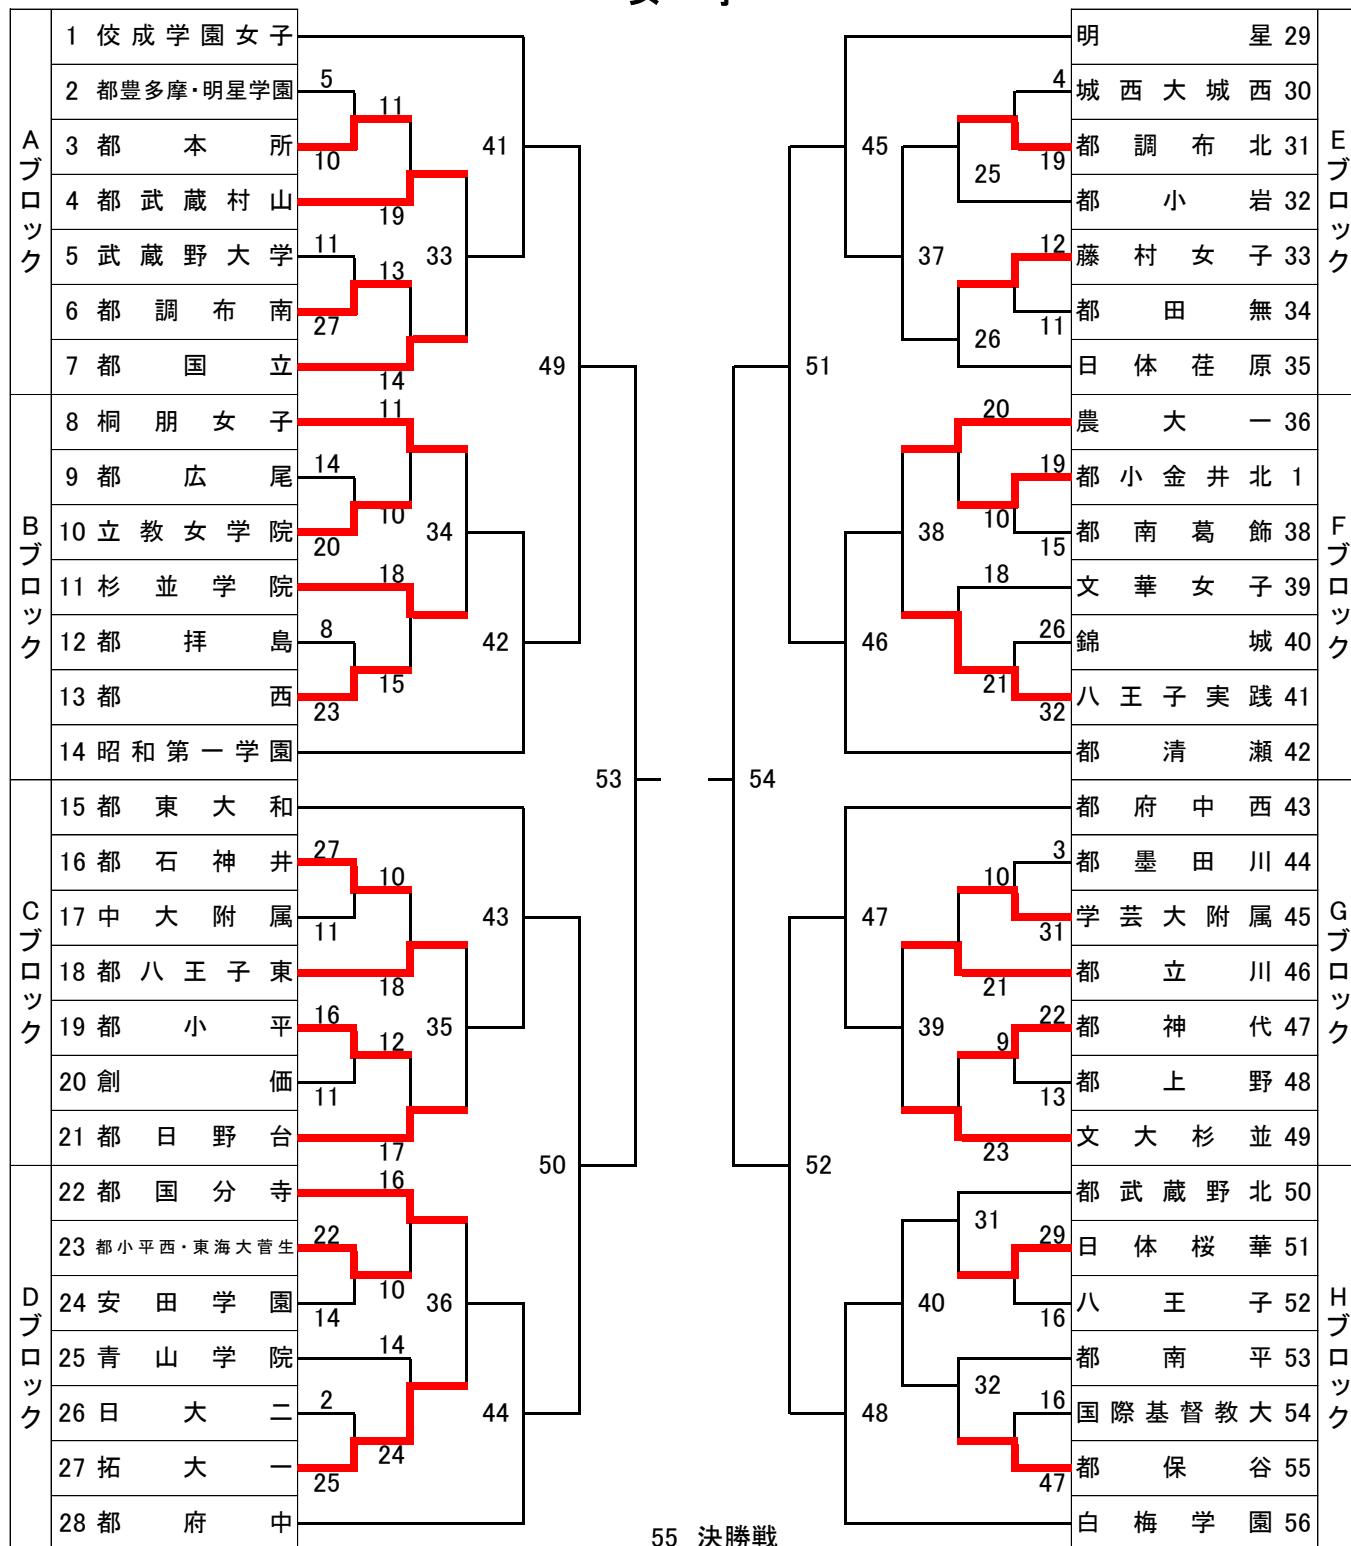 女 子
Aブロック
1 佼成学園女子
2 都豊多摩・明星学園
3 都本所
4 都武蔵村山
5 武蔵野大学
6 都調布南
7 都国立
Bブロック
8 桐朋女子
9 都広尾
10 立教女学院
11 杉並学院
12 都拝島
13 都西
14 昭和第一学園
Cブロック
15 都東大和
16 都石神井
17 中大附属
18 都八王子東
19 都小平
20 創価
21 都日野台
Dブロック
22 都国分寺
23 都小平西・東海大菅生
24 安田学園
25 青山学院
26 日大二
27 拓大一
28 都府中
5
10
11
19
11
27
13
14
11
14
20
10
18
8
23
15
27
11
10
18
16
11
12
17
16
22
14
10
14
2
25
24
33
34
35
36
41
42
43
44
49
50
53
54
51
52
45
46
47
48
37
38
39
40
25
26
31
32
4
19
12
11
20
19
15
10
18
26
32
21
3
31
10
21
22
13
9
23
29
16
16
47
Eブロック
明星 29
城西大城西 30
都調布北 31
都小岩 32
藤村女子 33
都田無 34
日体荏原 35
Fブロック
農大一 36
都小金井北 1
都南葛飾 38
文華女子 39
錦城 40
八王子実践 41
都清瀬 42
Gブロック
都府中西 43
都墨田川 44
学芸大附属 45
都立川 46
都神代 47
都上野 48
文大杉並 49
Hブロック
都武蔵野北 50
日体桜華 51
八王子 52
都南平 53
国際基督教大 54
都保谷 55
白梅学園 56
55 決勝戦